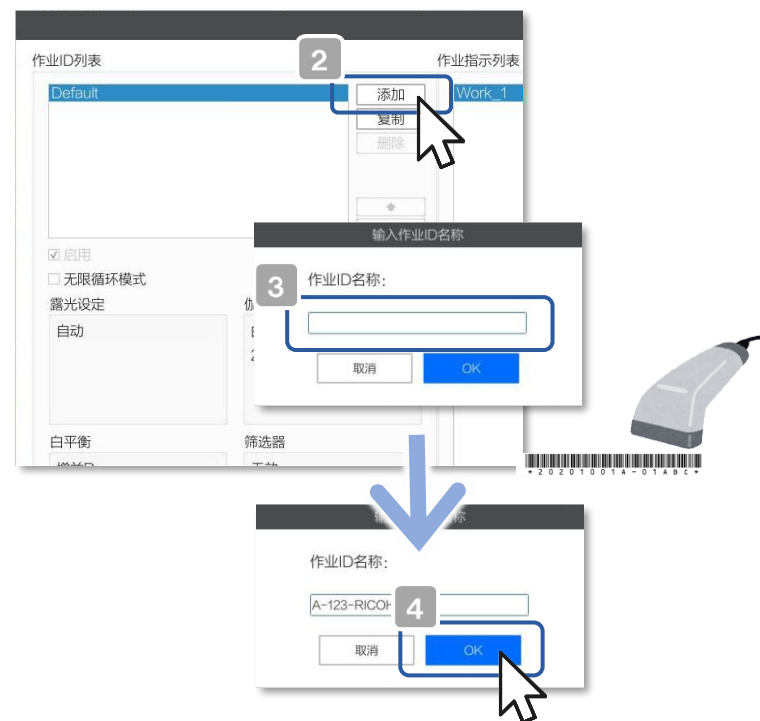 作业ID列表
2
作业指示列表
Default
添加
Work_1
复制
删除
输入作业ID名称
启用
无限循环模式
3
作业ID名称:
露光设定
自动
取消
OK
白平衡
筛选器
*20201001A-01ABC*
作业ID名称:
A-123-RICOH
4
取消
OK